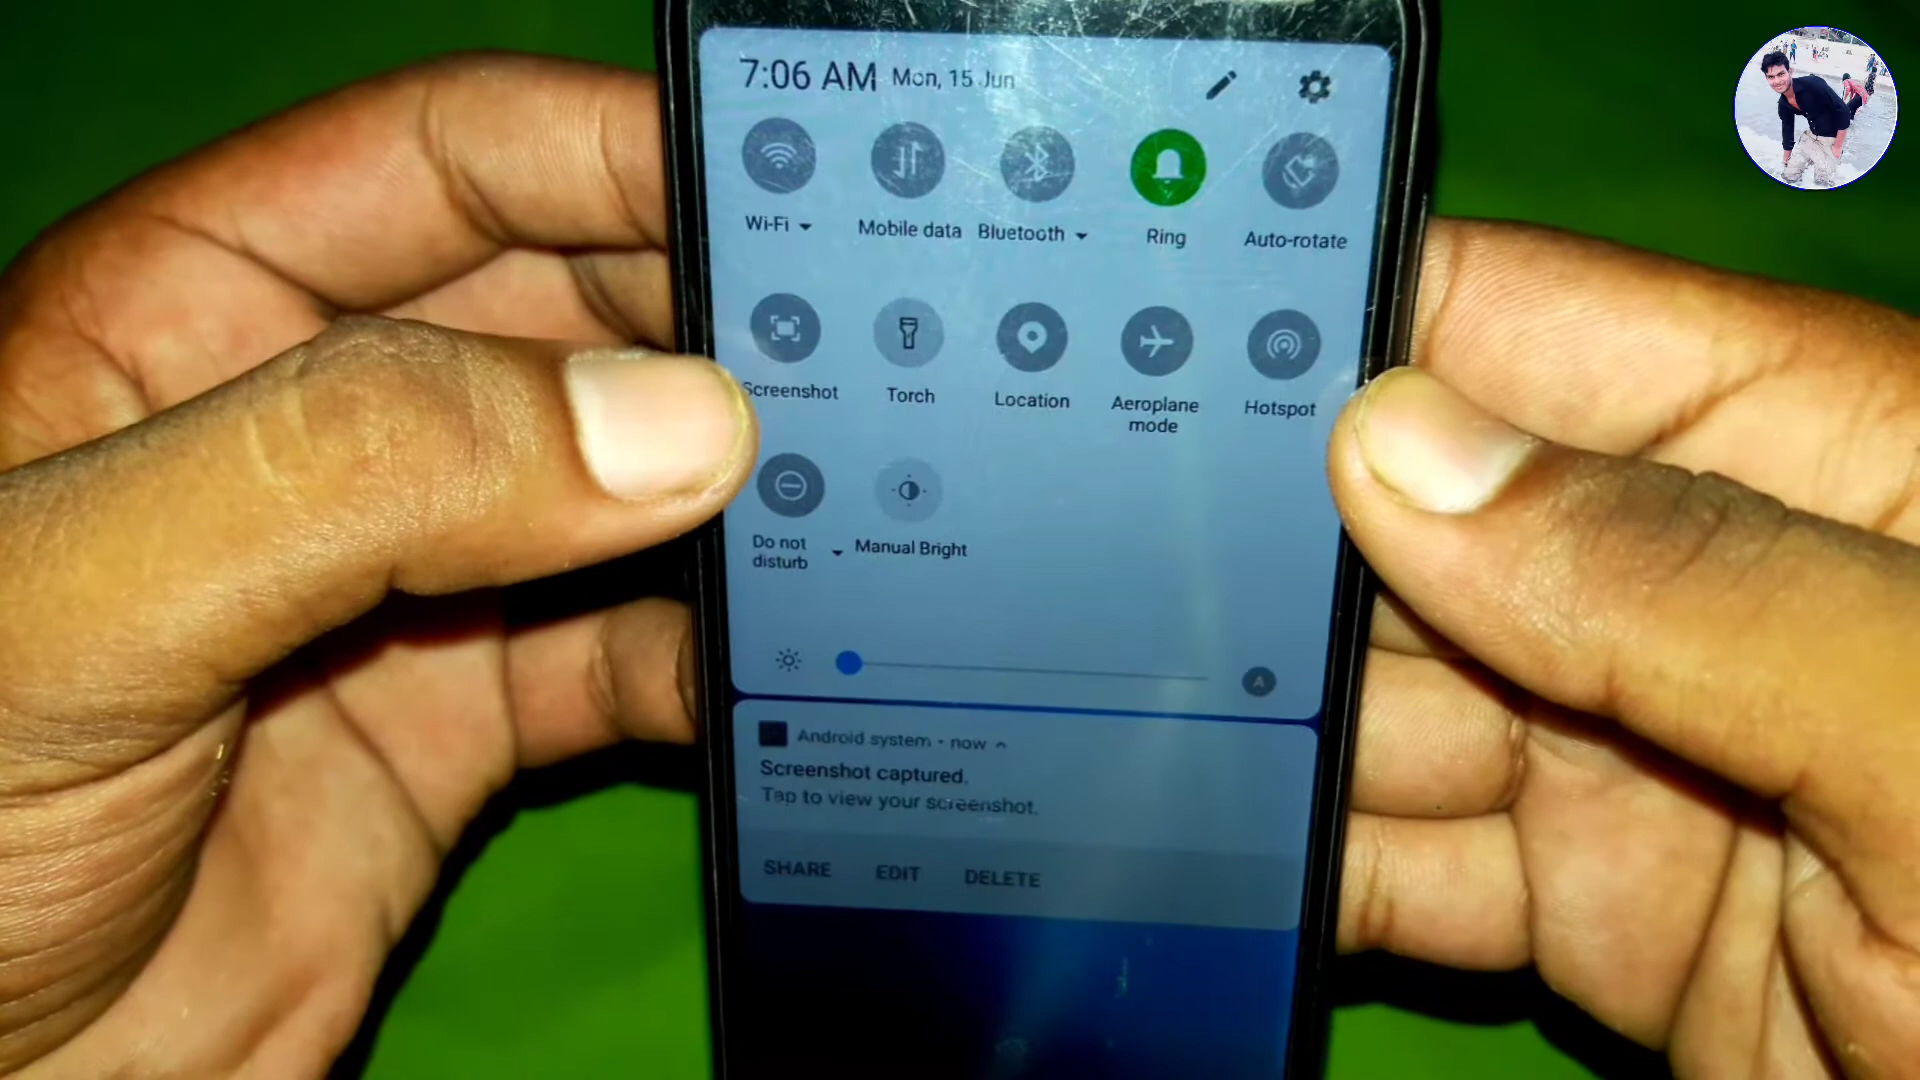 7:06 AM Mon, 15 Jun
Wi-Fi Mobile data Bluetooth Ring Auto-rotate
Screenshot Torch Location Aeroplane mode Hotspot
Do not disturb Manual Bright
A
Android system • now
Screenshot captured.
Tap to view your screenshot.
SHARE EDIT DELETE